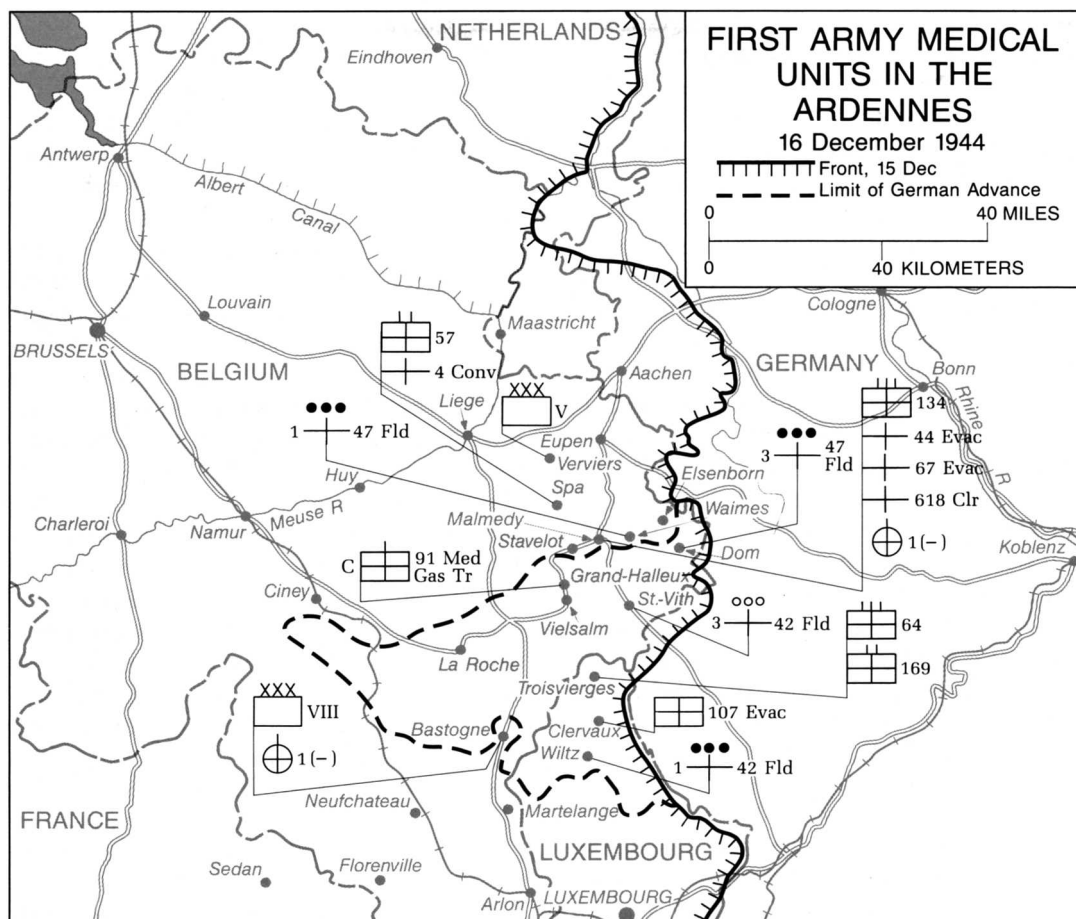 FIRST ARMY MEDICAL
UNITS IN THE
ARDENNES
16 December 1944
Front, 15 Dec
Limit of German Advance
0 40 MILES
0 40 KILOMETERS
NETHERLANDS
Eindhoven
Antwerp
Albert
Canal
Cologne
Louvain
Maastricht
57
BRUSSELS
BELGIUM
GERMANY
4 Conv
XXX
V
Aachen
Bonn
Rhine
R
Liege
134
1 47 Fld
Eupen
3 47
Fld
44 Evac
Verviers
Elsenborn
67 Evac
Huy
Spa
Waimes
618 Clr
Meuse R
Charleroi
Namur
Malmedy
Stavelot
Dom
1(-)
Koblenz
C 91 Med
Gas Tr
Grand-Halleux
Ciney
St.-Vith
Vielsalm
3 42 Fld
64
La Roche
169
XXX
VIII
Troisvierges
107 Evac
Bastogne
Clervaux
1(-)
Wiltz
1 42 Fld
Neufchateau
Martelange
FRANCE
LUXEMBOURG
Sedan
Florenville
Arlon
LUXEMBOURG